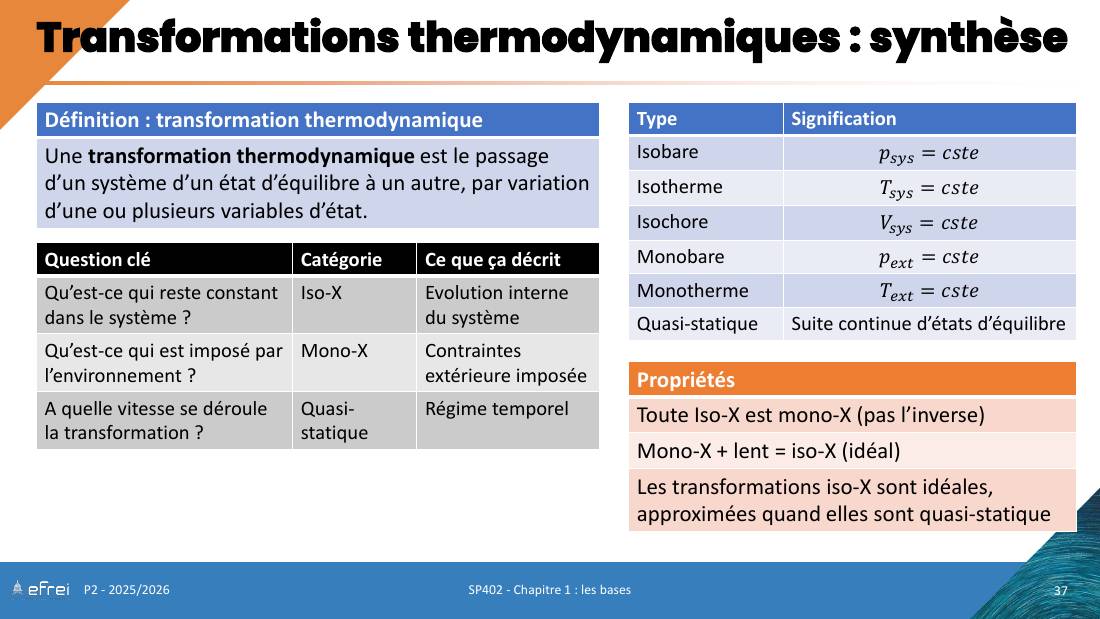 Transformations thermodynamiques : synthèse
Définition : transformation thermodynamique
Une transformation thermodynamique est le passage
d'un système d'un état d'équilibre à un autre, par variation
d'une ou plusieurs variables d'état.
Question clé Catégorie Ce que ça décrit
Qu'est-ce qui reste constant
dans le système ?
Iso-X
Evolution interne
du système
Qu'est-ce qui est imposé par
l'environnement ?
Mono-X
Contraintes
extérieure imposée
A quelle vitesse se déroule
la transformation ?
Quasi-
statique
Régime temporel
Type Signification
Isobare p_sys = cste
Isotherme T_sys = cste
Isochore V_sys = cste
Monobare p_ext = cste
Monotherme T_ext = cste
Quasi-statique Suite continue d'états d'équilibre
Propriétés
Toute Iso-X est mono-X (pas l'inverse)
Mono-X + lent = iso-X (idéal)
Les transformations iso-X sont idéales,
approximées quand elles sont quasi-statique
efrei P2 - 2025/2026 SP402 - Chapitre 1 : les bases 37